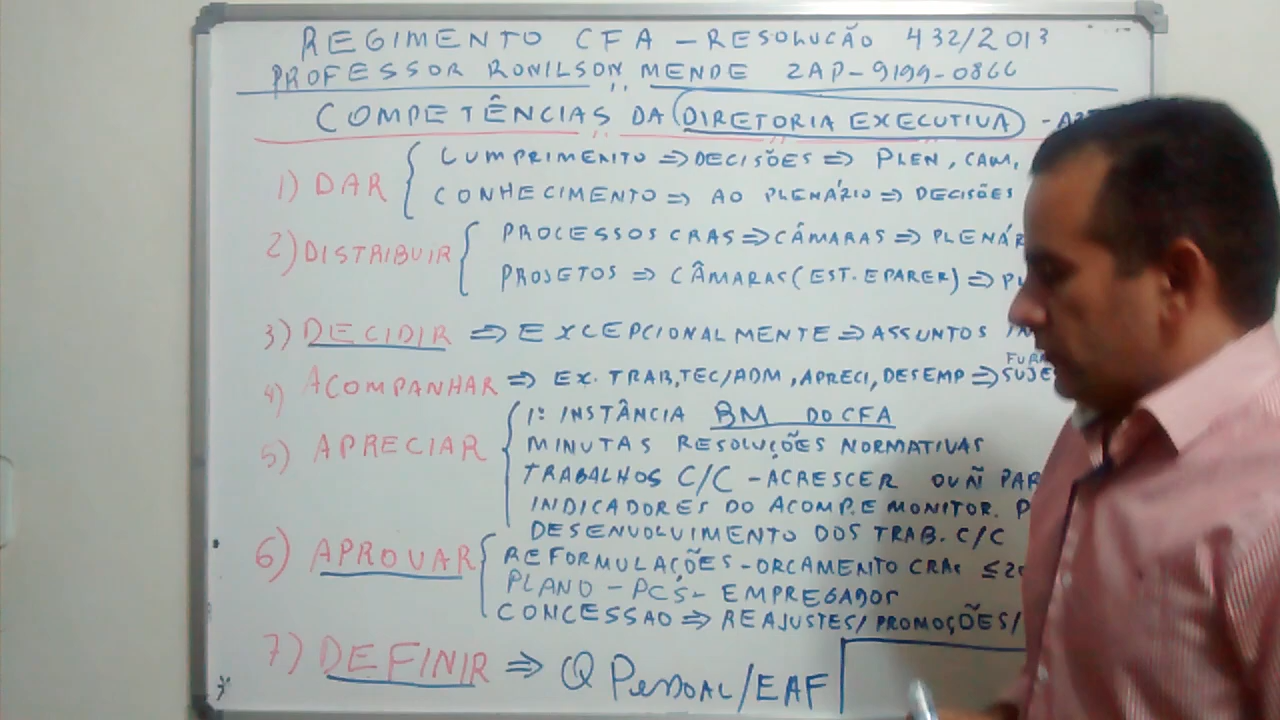 REGIMENTO CFA - RESOLUCÃO 432/2013
PROFESSOR RONILSON MENDE ZAP-9199-0866
COMPETÊNCIAS DA DIRETORIA EXECUTIVA -
1) DAR { CUMPRIMENTO ⇒ DECISÕES ⇒ PLEN, CAM,
CONHECIMENTO ⇒ AO PLENÁRIO ⇒ DECISÕES
2) DISTRIBUIR { PROCESSOS CRAS ⇒ CÂMARAS ⇒ PLENÁR
PROJETOS ⇒ CÂMARAS (EST. E PARER) ⇒
3) DECIDIR ⇒ EXCEPCIONALMENTE ⇒ ASSUNTOS
4) ACOMPANHAR ⇒ EX. TRAB, TEC/ADM, APRECI, DESEMP ⇒
5) APRECIAR { 1ª INSTÂNCIA BM DO CFA
MINUTAS RESOLUÇÕES NORMATIVAS
TRABALHOS C/C - ACRESCER OU Ñ PAR
INDICADORES DO ACOMP. E MONITOR.
DESENVOLVIMENTO DOS TRAB. C/C
6) APROVAR { REFORMULAÇÕES - ORCAMENTO CRAs ≤
PLANO - PCS - EMPREGADOR
CONCESSAO ⇒ REAJUSTES/PROMOÇÕES/
7) DEFINIR ⇒ Q PESSOAL/EAF